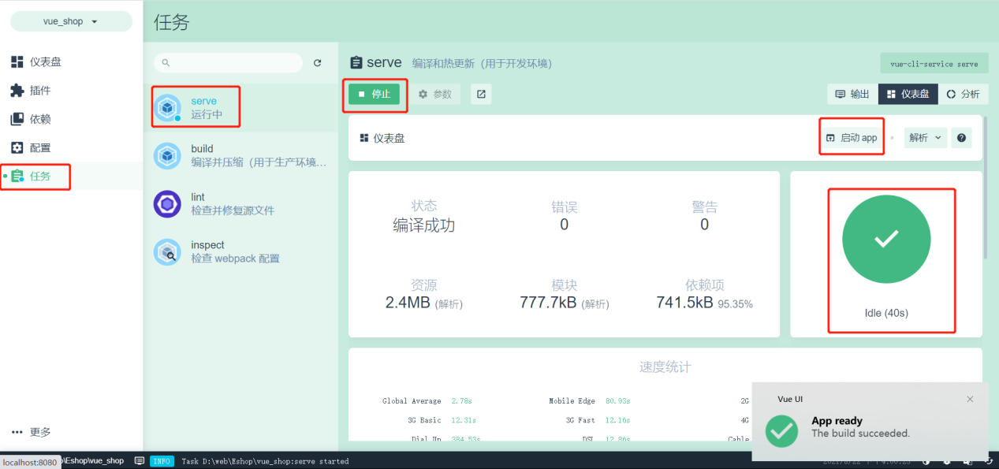 vue_shop
仪表盘
插件
依赖
配置
任务
更多
任务
serve
运行中
build
编译并压缩（用于生产环境…
lint
检查并修复源文件
inspect
检查 webpack 配置
serve 编译和热更新（用于开发环境）
vue-cli-service serve
停止
参数
输出
仪表盘
分析
仪表盘
启动 app
解析
状态
编译成功
错误
0
警告
0
资源
2.4MB (解析)
模块
777.7kB (解析)
依赖项
741.5kB 95.35%
Idle (40s)
速度统计
Global Average 2.78s
Mobile Edge 80.93s
2G
3G Basic 12.31s
3G Fast 12.16s
4G
Dial Up 384.53s
DSL 12.86s
Cable
Vue UI
App ready
The build succeeded.
localhost:8080
\Eshop\vue_shop
INFO
Task D:\web\Eshop\vue_shop:serve started